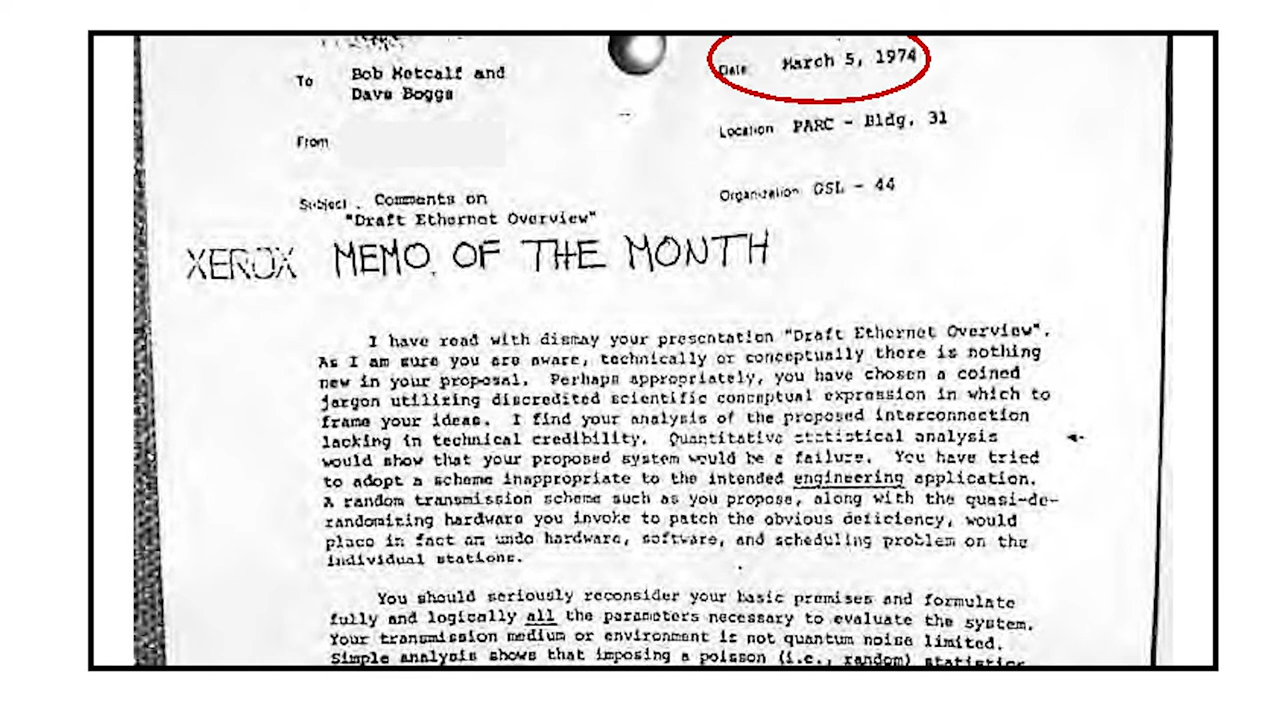 To Bob Metcalf and
Dave Boggs
Date March 5, 1974
Location PARC - Bldg. 31
From
Organization GSL - 44
Subject . Comments on
"Draft Ethernet Overview"
XEROX MEMO OF THE MONTH
I have read with dismay your presentation "Draft Ethernet Overview".
As I am sure you are aware, technically or conceptually there is nothing
new in your proposal. Perhaps appropriately, you have chosen a coined
jargon utilizing discredited scientific conceptual expression in which to
frame your ideas. I find your analysis of the proposed interconnection
lacking in technical credibility. Quantitative statistical analysis
would show that your proposed system would be a failure. You have tried
to adopt a scheme inappropriate to the intended engineering application.
A random transmission scheme such as you propose, along with the quasi-de-
randomizing hardware you invoke to patch the obvious deficiency, would
place in fact an undo hardware, software, and scheduling problem on the
individual stations.
You should seriously reconsider your basic premises and formulate
fully and logically all the parameters necessary to evaluate the system.
Your transmission medium or environment is not quantum noise limited.
Simple analysis shows that imposing a poisson (i.e., random) statistics